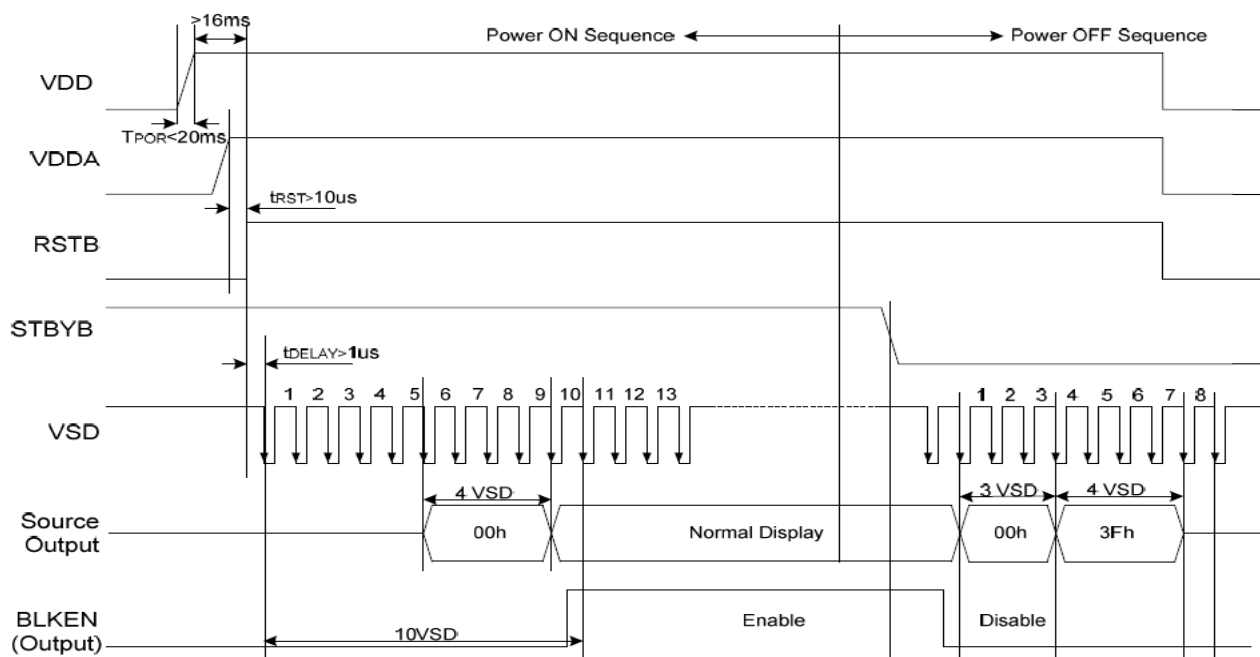 >16ms
Power ON Sequence
Power OFF Sequence
VDD
TPOR<20ms
VDDA
tRST>10us
RSTB
STBYB
tDELAY>1us
1 2 3 4 5 6 7 8 9 10 11 12 13
1 2 3 4 5 6 7 8
VSD
4 VSD
3 VSD
4 VSD
Source
Output
00h
Normal Display
00h
3Fh
BLKEN
(Output)
10VSD
Enable
Disable